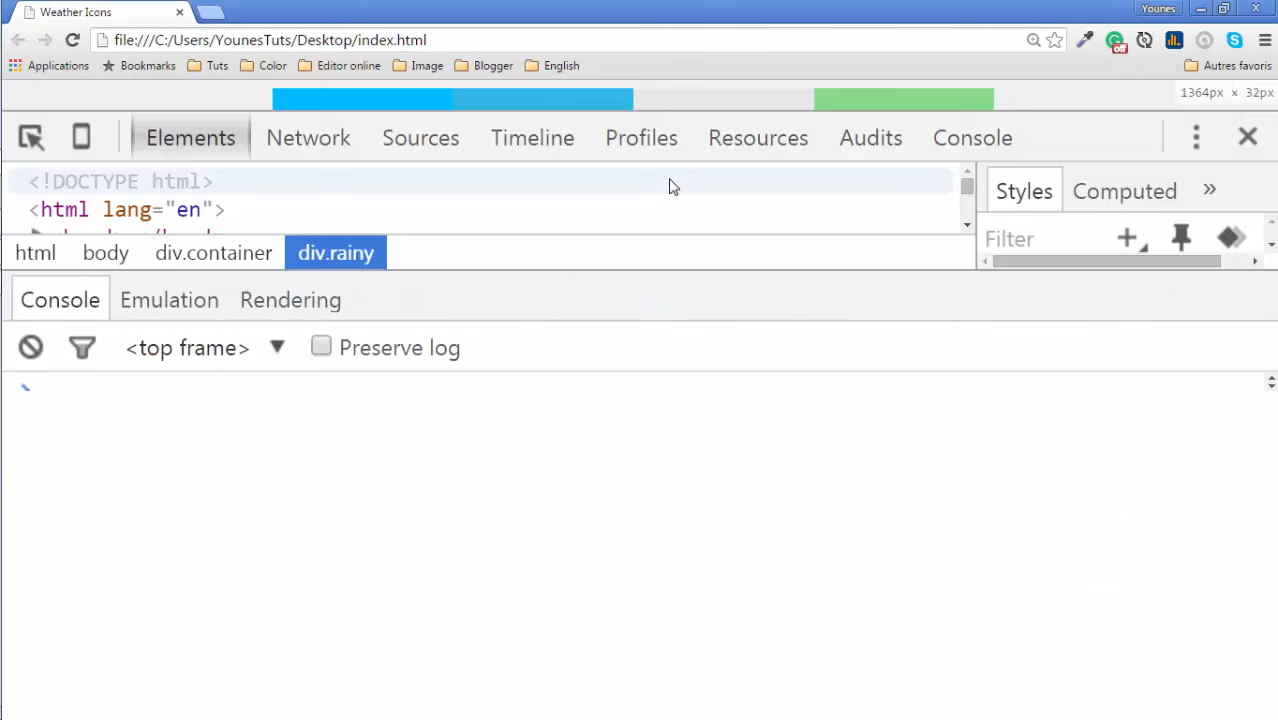 Weather Icons
Younes
file:///C:/Users/YounesTuts/Desktop/index.html
Applications Bookmarks Tuts Color Editor online Image Blogger English Autres favoris
1364px × 32px
Elements Network Sources Timeline Profiles Resources Audits Console
<!DOCTYPE html>
<html lang="en">
Styles Computed »
Filter
html body div.container div.rainy
Console Emulation Rendering
<top frame> Preserve log